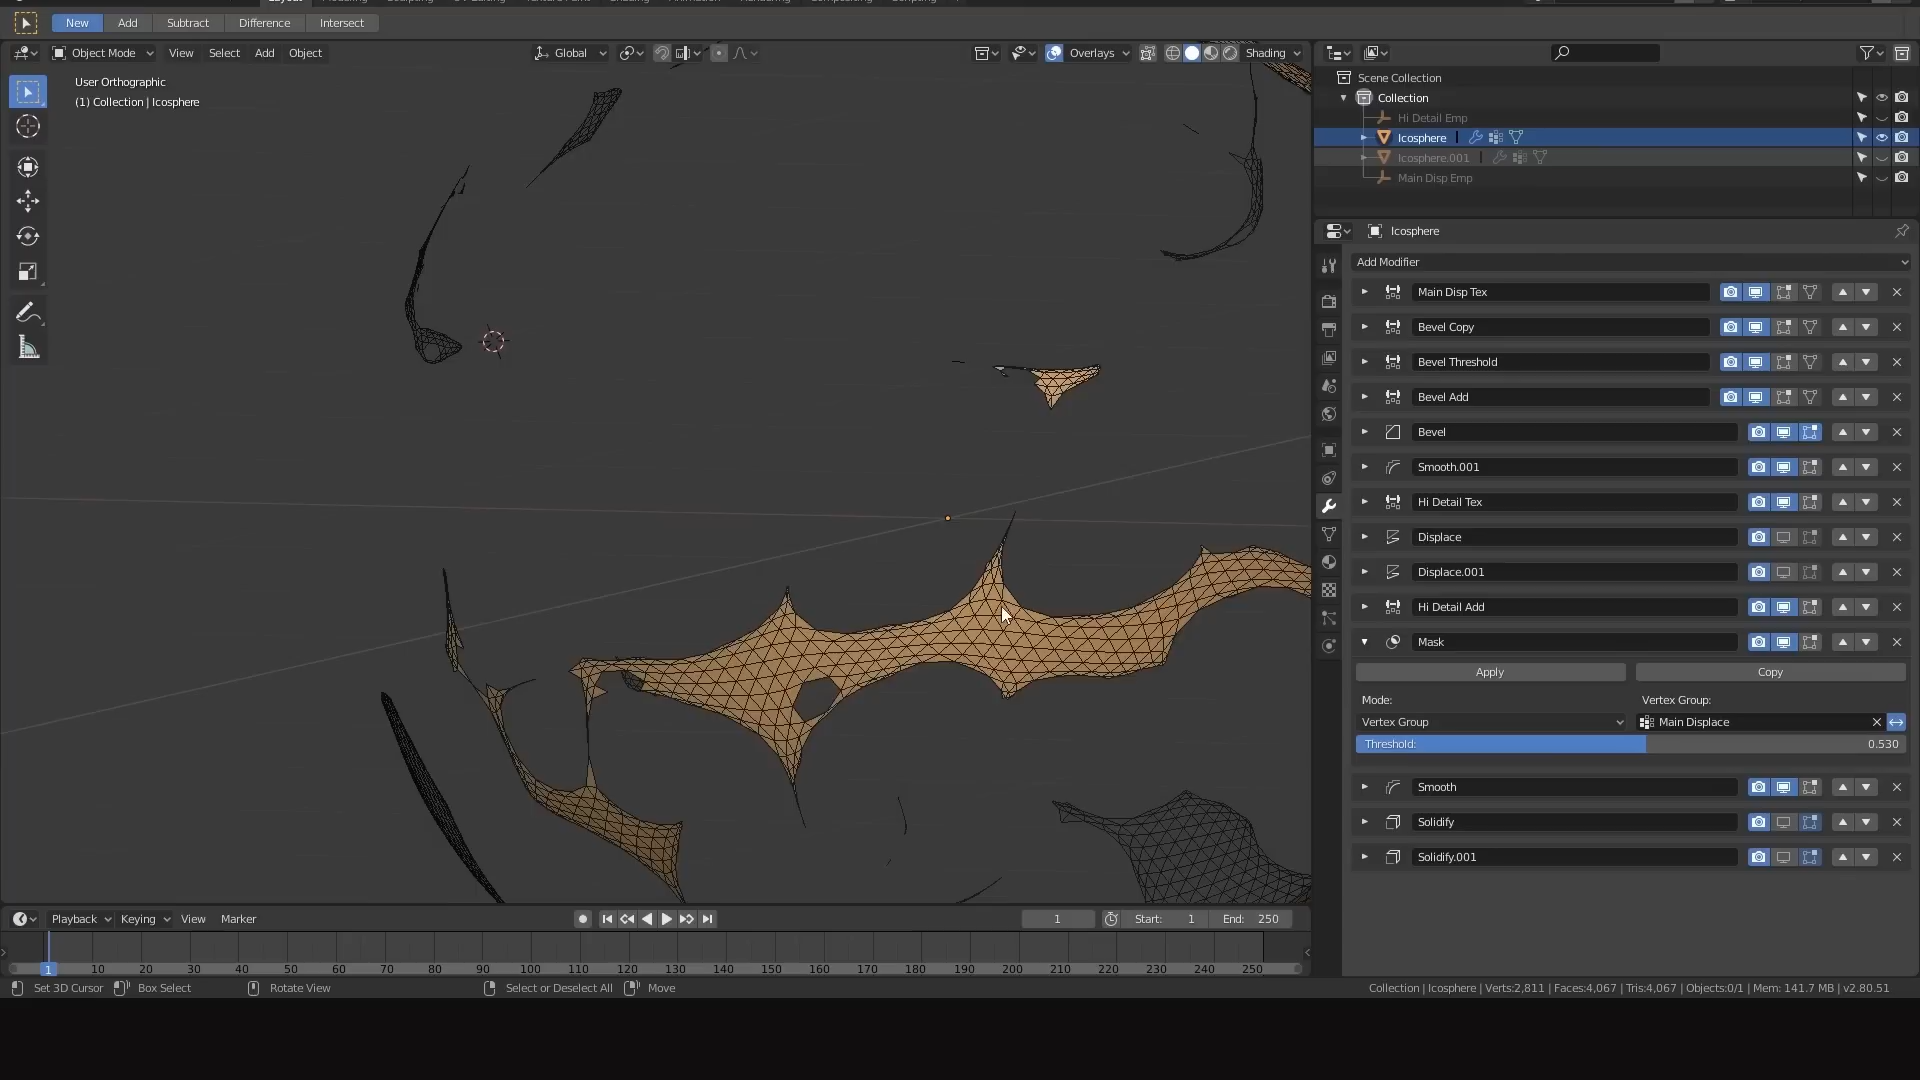 New Add Subtract Difference Intersect
Object Mode View Select Add Object Global Overlays Shading
User Orthographic
(1) Collection | Icosphere
Scene Collection
Collection
Hi Detail Emp
Icosphere
Icosphere.001
Main Disp Emp
Icosphere
Add Modifier
Main Disp Tex
Bevel Copy
Bevel Threshold
Bevel Add
Bevel
Smooth.001
Hi Detail Tex
Displace
Displace.001
Hi Detail Add
Mask
Apply Copy
Mode: Vertex Group:
Vertex Group Main Displace
Threshold: 0.530
Smooth
Solidify
Solidify.001
Playback Keying View Marker 1 Start: 1 End: 250
1 10 20 30 40 50 60 70 80 90 100 110 120 130 140 150 160 170 180 190 200 210 220 230 240 250
Set 3D Cursor Box Select Rotate View Select or Deselect All Move Collection | Icosphere | Verts:2,811 | Faces:4,067 | Tris:4,067 | Objects:0/1 | Mem: 141.7 MB | v2.80.51